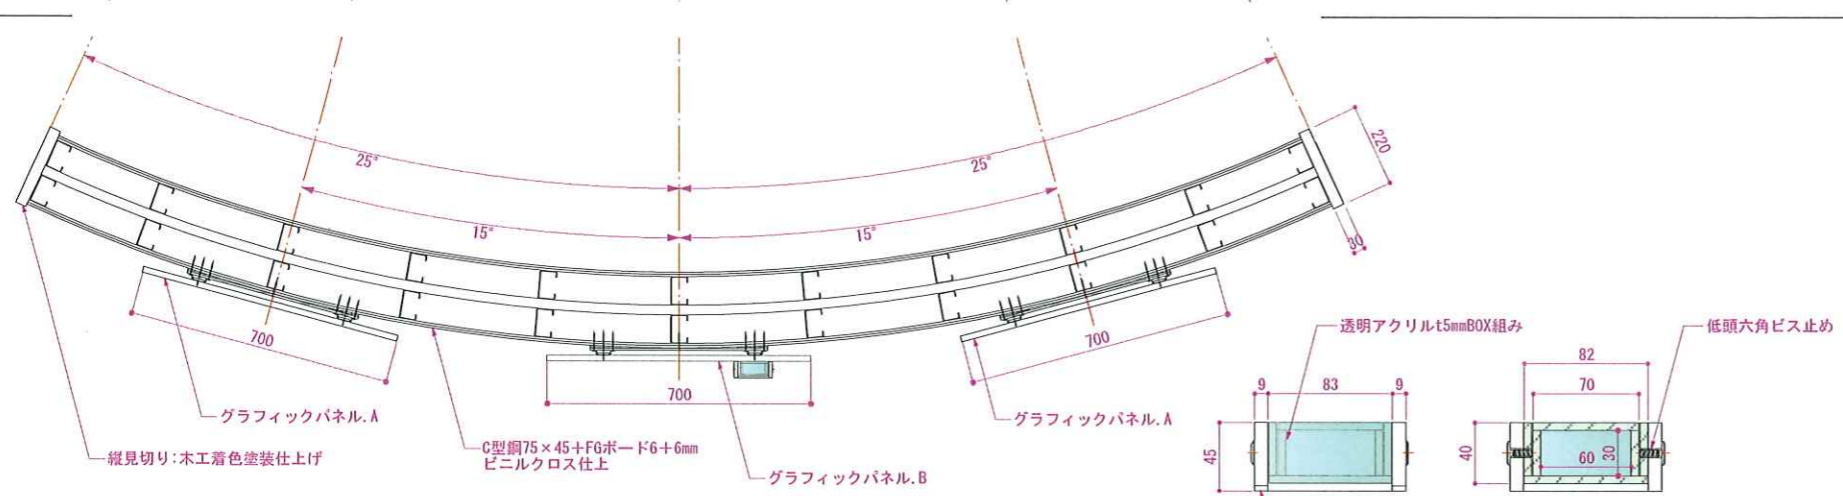 25°
25°
220
15°
15°
30
700
700
700
透明アクリルt5mmBOX組み
低頭六角ビス止め
82
9
83
9
70
グラフィックパネル.A
グラフィックパネル.A
C型鋼75×45+FGボード6+6mm
ビニルクロス仕上
縦見切り:木工着色塗装仕上げ
グラフィックパネル.B
45
40
60
30